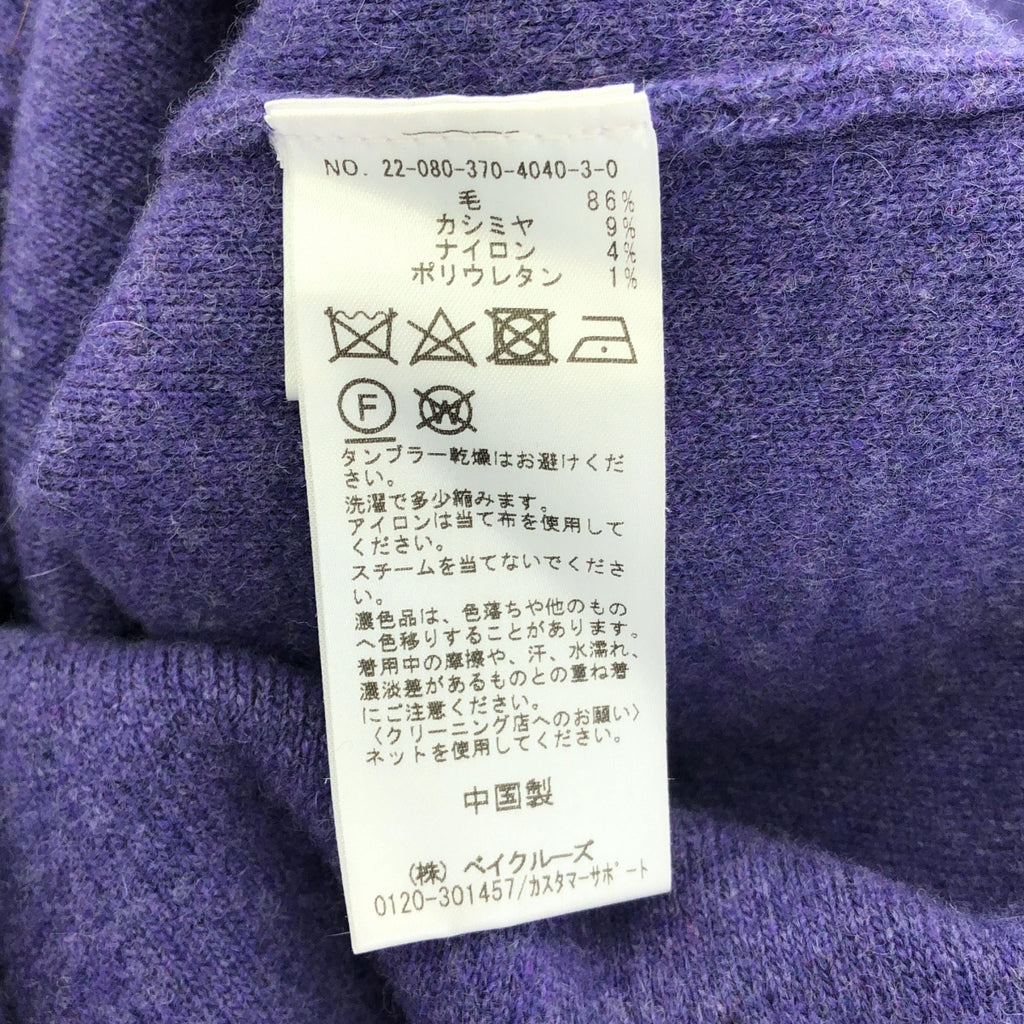 NO. 22-080-370-4040-3-0
毛 86%
カシミヤ 9%
ナイロン 4%
ポリウレタン 1%
F W
タンブラー乾燥はお避けくだ
さい。
洗濯で多少縮みます。
アイロンは当て布を使用して
ください。
スチームを当てないでくださ
い。
濃色品は、色落ちや他のもの
へ色移りすることがあります。
着用中の摩擦や、汗、水濡れ、
濃淡差があるものとの重ね着
にご注意ください。
〈クリーニング店へのお願い〉
ネットを使用してください。
中国製
(株) ベイクルーズ
0120-301457/カスタマーサポート